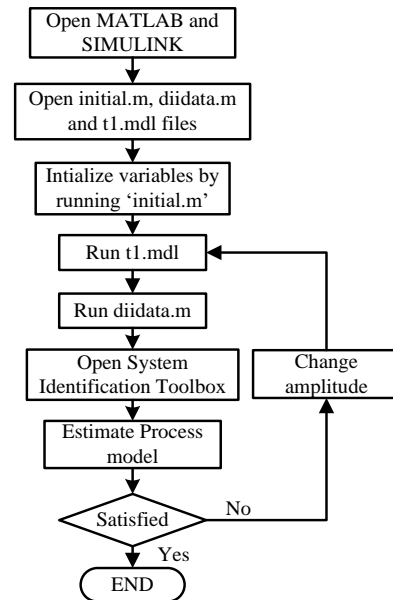 Open MATLAB and
SIMULINK
Open initial.m, diidata.m
and t1.mdl files
Intialize variables by
running ‘initial.m’
Run t1.mdl
Run diidata.m
Open System
Identification Toolbox
Change
amplitude
Estimate Process
model
Satisfied
No
Yes
END